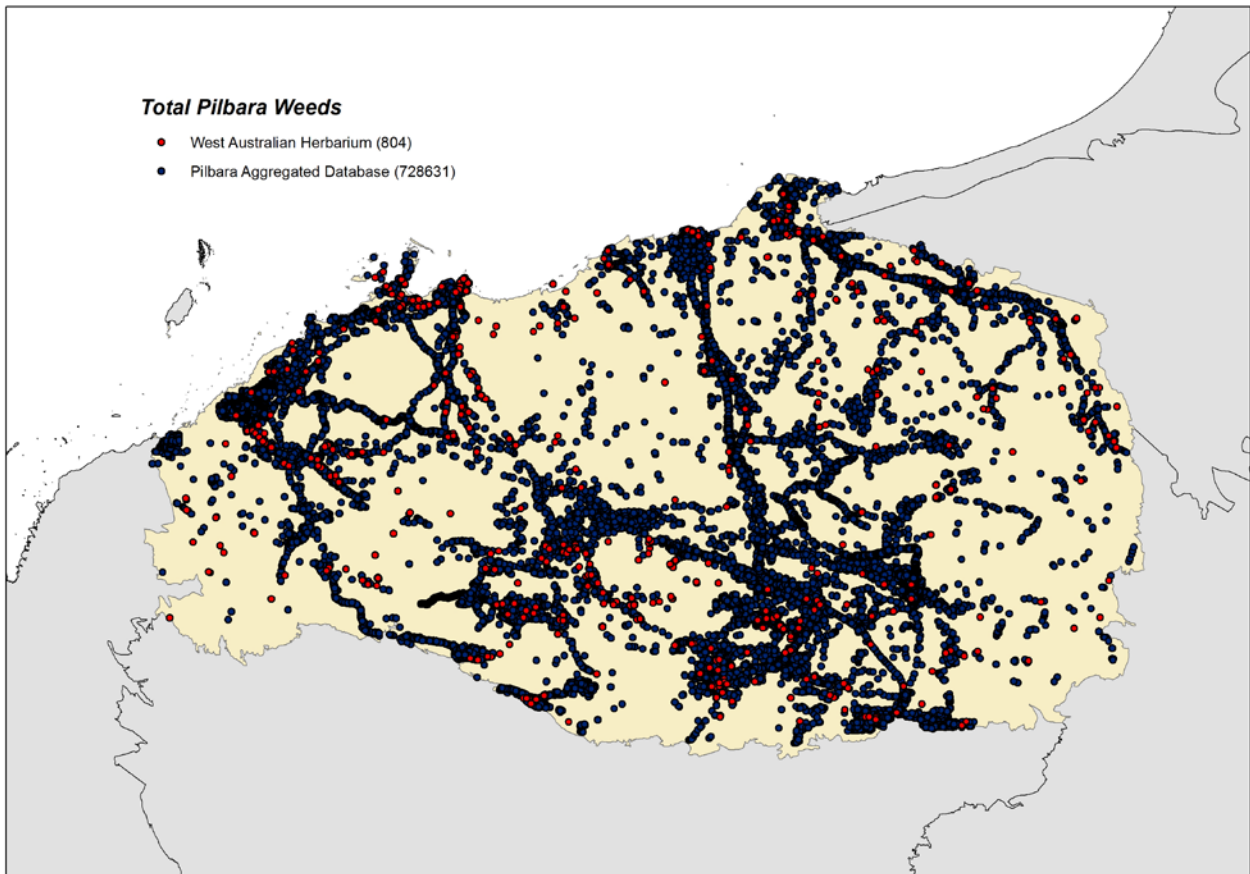 Total Pilbara Weeds
West Australian Herbarium (804)
Pilbara Aggregated Database (728631)